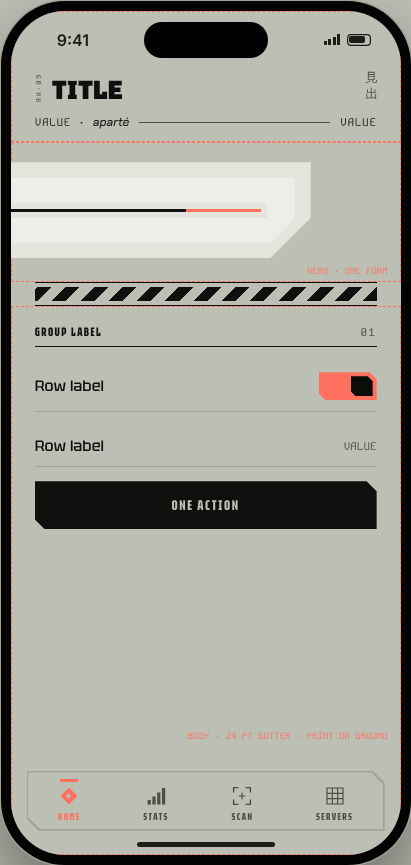 9:41
BH·03
TITLE
見
出
VALUE · aparté
VALUE
HERO · ONE FORM
GROUP LABEL
01
Row label
Row label
VALUE
ONE ACTION
BODY · 24 PT GUTTER · PRINT ON GROUND
HOME
STATS
SCAN
SERVERS